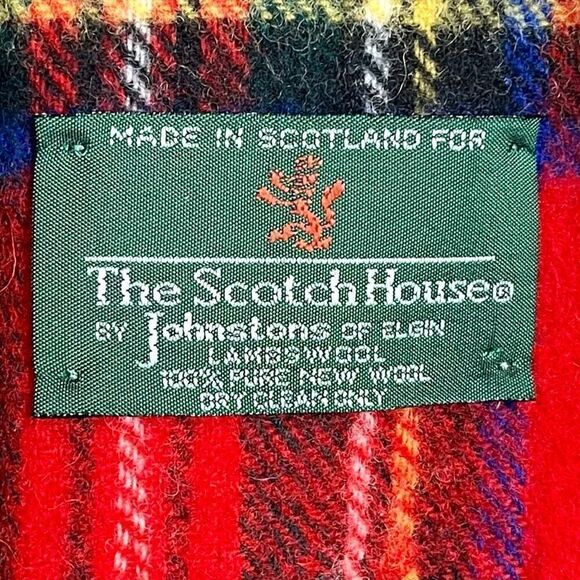 MADE IN SCOTLAND FOR
The Scotch House®
BY Johnstons OF ELGIN
LAMBSWOOL
100% PURE NEW WOOL
DRY CLEAN ONLY